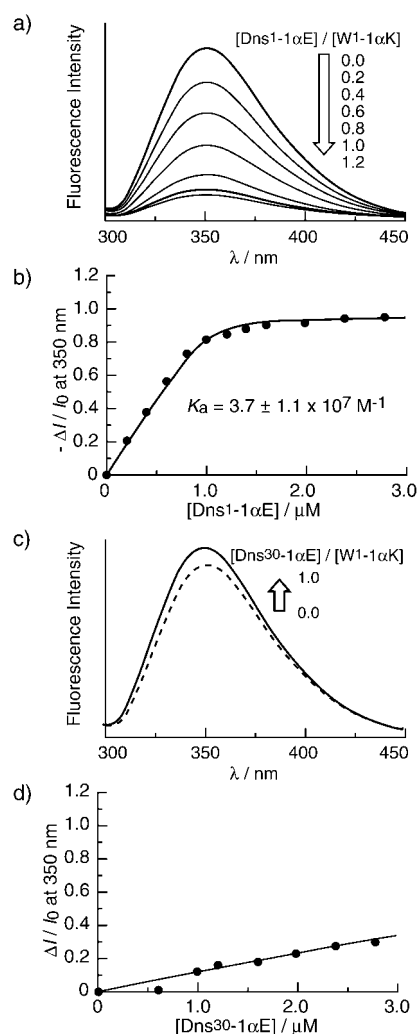 a)
[Dns1-1αE] / [W1-1αK]
0.0
0.2
0.4
0.6
0.8
1.0
1.2
Fluorescence Intensity
300 350 400 450
λ / nm
b)
1.2
1.0
0.8
0.6
0.4
0.2
0
- ΔI / I0 at 350 nm
Ka = 3.7 ± 1.1 x 10⁷ M⁻¹
0 1.0 2.0 3.0
[Dns1-1αE] / μM
c)
[Dns30-1αE] / [W1-1αK]
1.0
0.0
Fluorescence Intensity
300 350 400 450
λ / nm
d)
1.2
1.0
0.8
0.6
0.4
0.2
0
ΔI / I0 at 350 nm
0 1.0 2.0 3.0
[Dns30-1αE] / μM